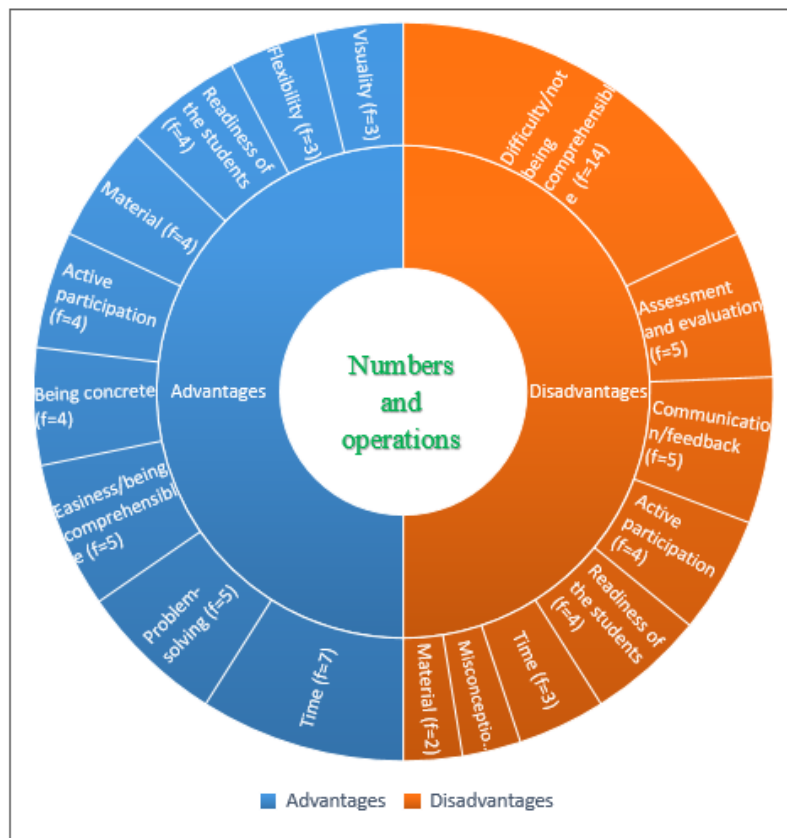 Visuality (f=3)
Flexibility (f=3)
Readiness of
the students
(f=4)
Material (f=4)
Active
participation
(f=4)
Being concrete
(f=4)
Easiness/being
comprehensibl
e (f=5)
Problem-
solving (f=5)
Time (f=7)
Advantages
Numbers
and
operations
Disadvantages
Difficulty/not
being
comprehensibl
e (f=14)
Assessment
and evaluation
(f=5)
Communicatio
n/feedback
(f=5)
Active
participation
(f=4)
Readiness of
the students
(f=4)
Time (f=3)
Misconceptio...
Material (f=2)
Advantages
Disadvantages